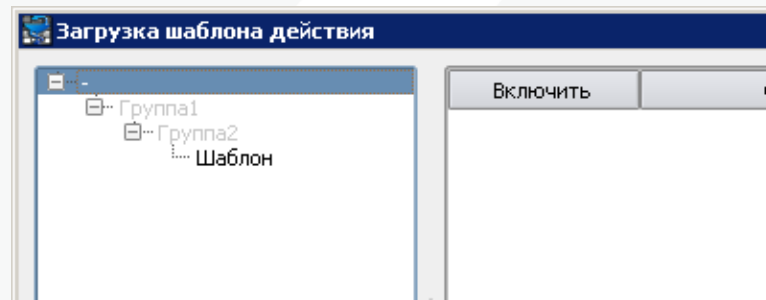 Загрузка шаблона действия
-
Группа1
Группа2
Шаблон
Включить